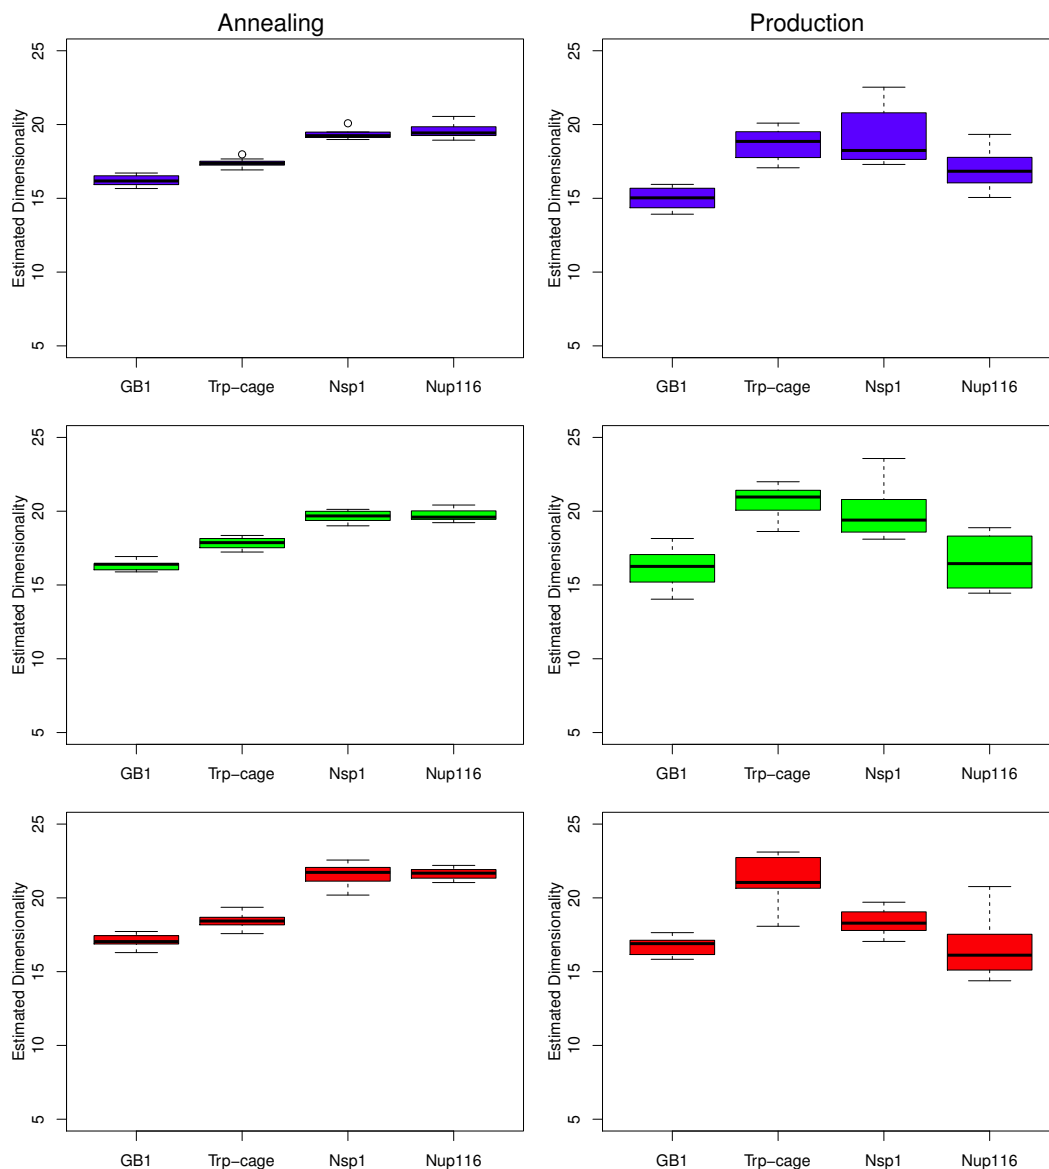 Annealing
Production
Estimated Dimensionality
25
20
15
10
5
GB1 Trp-cage Nsp1 Nup116
Estimated Dimensionality
25
20
15
10
5
GB1 Trp-cage Nsp1 Nup116
Estimated Dimensionality
25
20
15
10
5
GB1 Trp-cage Nsp1 Nup116
Estimated Dimensionality
25
20
15
10
5
GB1 Trp-cage Nsp1 Nup116
Estimated Dimensionality
25
20
15
10
5
GB1 Trp-cage Nsp1 Nup116
Estimated Dimensionality
25
20
15
10
5
GB1 Trp-cage Nsp1 Nup116